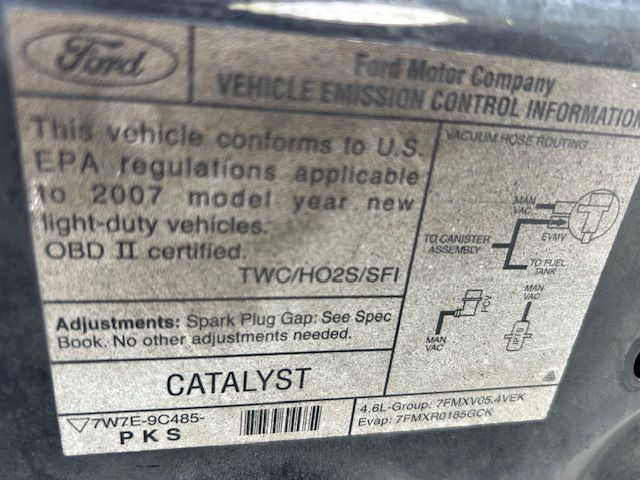 Ford
Ford Motor Company
VEHICLE EMISSION CONTROL INFORMATION
This vehicle conforms to U.S.
EPA regulations applicable
to 2007 model year new
light-duty vehicles.
OBD II certified.
TWC/HO2S/SFI
Adjustments: Spark Plug Gap: See Spec
Book. No other adjustments needed.
CATALYST
7W7E-9C485-
PKS
VACUUM HOSE ROUTING
MAN
VAC
EVMV
TO CANISTER
ASSEMBLY
TO FUEL
TANK
T
PCV
MAN
VAC
MAN
VAC
4.6L-Group: 7FMXV05.4VEK
Evap: 7FMXR0185GCK